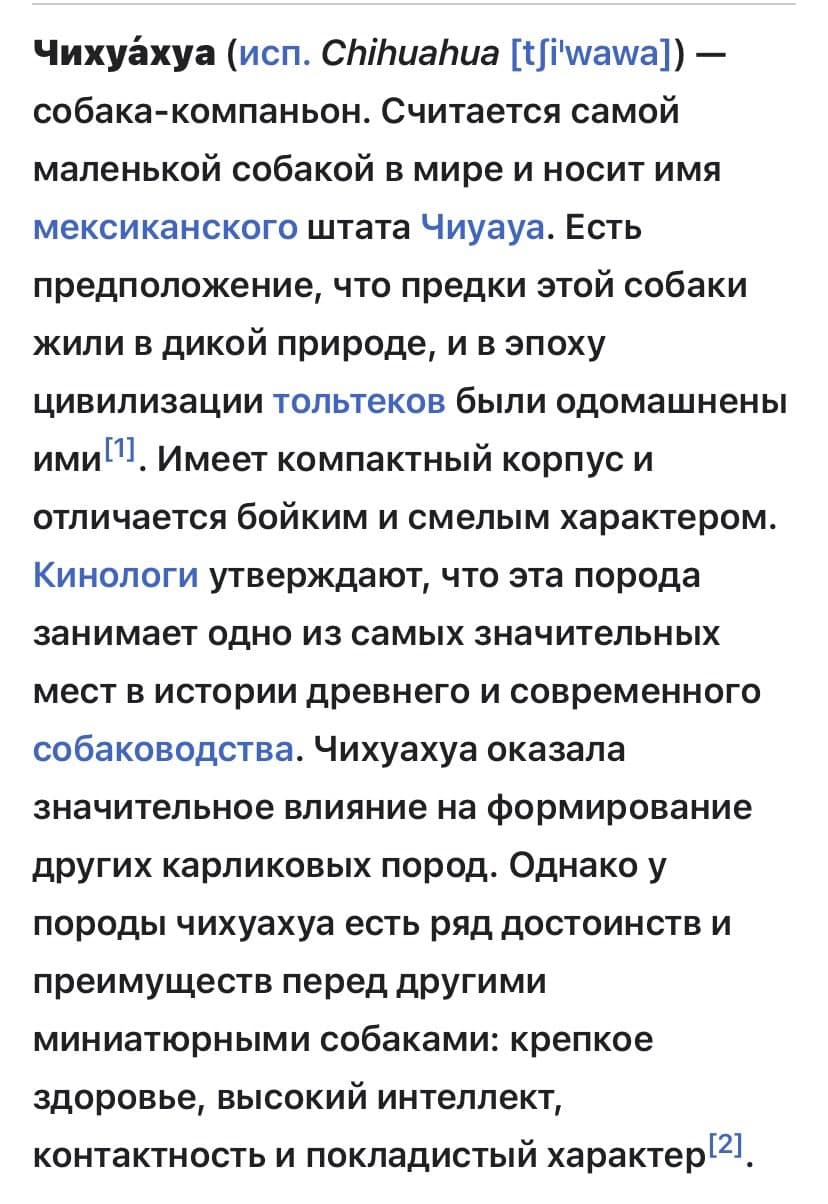 Чихуа́хуа (исп. Chihuahua [tʃiˈwawa]) —
собака-компаньон. Считается самой
маленькой собакой в мире и носит имя
мексиканского штата Чиуауа. Есть
предположение, что предки этой собаки
жили в дикой природе, и в эпоху
цивилизации тольтеков были одомашнены
ими[1]. Имеет компактный корпус и
отличается бойким и смелым характером.
Кинологи утверждают, что эта порода
занимает одно из самых значительных
мест в истории древнего и современного
собаководства. Чихуахуа оказала
значительное влияние на формирование
других карликовых пород. Однако у
породы чихуахуа есть ряд достоинств и
преимуществ перед другими
миниатюрными собаками: крепкое
здоровье, высокий интеллект,
контактность и покладистый характер[2].